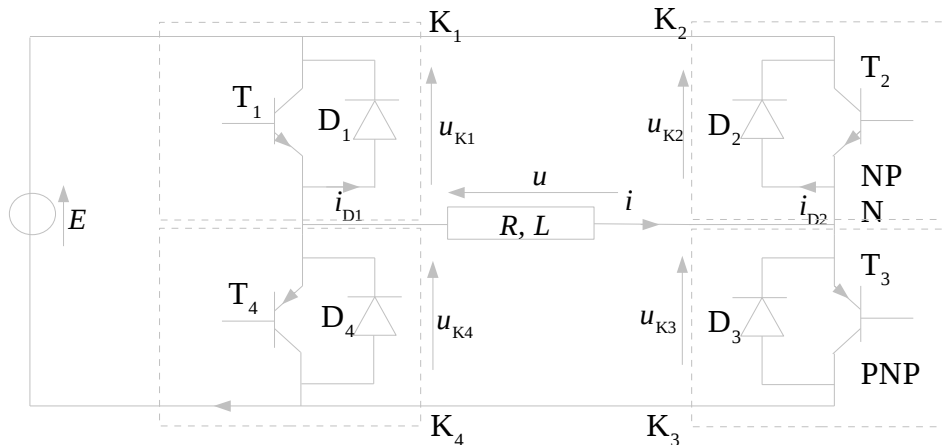 K1
K2
T1
D1
uK1
uK2
D2
T2
u
i
NP
N
iD1
iD2
E
R, L
T4
D4
uK4
uK3
D3
T3
PNP
K4
K3